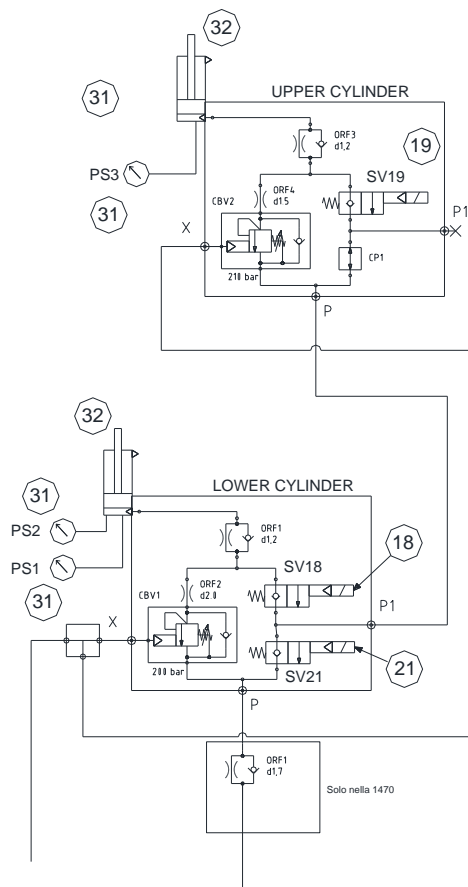 32
31
UPPER CYLINDER
ORF3
d1,2
19
PS3
SV19
31
ORF4
d1.5
X
CBV2
P1
CP1
210 bar
P
32
31
LOWER CYLINDER
PS2
ORF1
d1,2
18
PS1
SV18
31
ORF2
d2.0
CBV1
X
P1
200 bar
SV21
21
P
ORF1
d1,7
Solo nella 1470